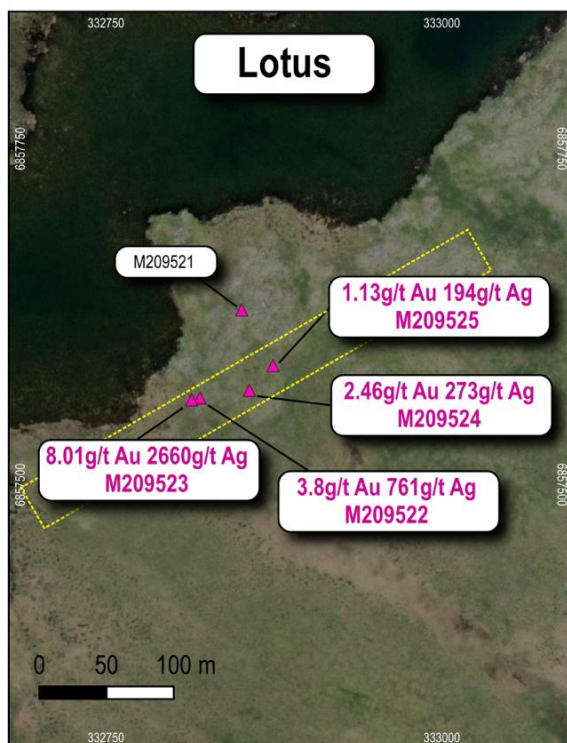 332750
333000
Lotus
6857750
6857750
M209521
1.13g/t Au 194g/t Ag
M209525
2.46g/t Au 273g/t Ag
M209524
8.01g/t Au 2660g/t Ag
M209523
3.8g/t Au 761g/t Ag
M209522
6857500
6857500
0 50 100 m
332750
333000